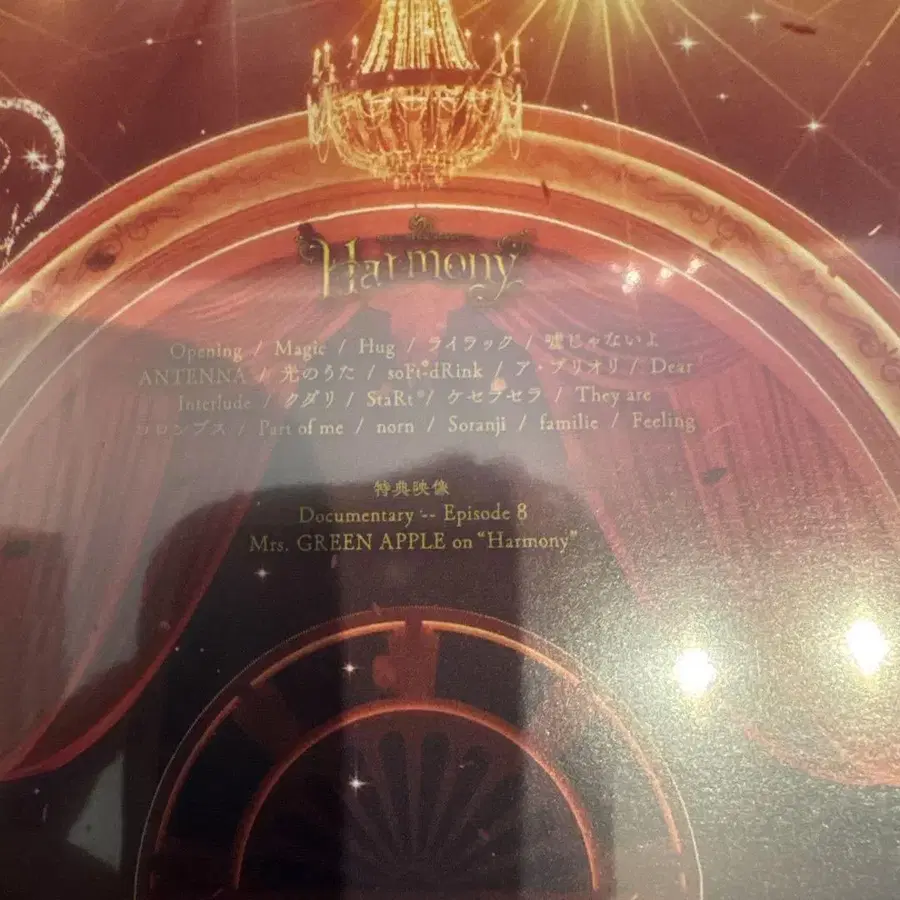 Harmony
Opening / Magic / Hug / ライラック / 嘘じゃないよ
ANTENNA / 光のうた / soFt-dRink / ア・プリオリ / Dear
Interlude / クダリ / StaRt / ケセラセラ / They are
コロンブス / Part of me / norn / Soranji / familie / Feeling
特典映像
Documentary -- Episode 8
Mrs. GREEN APPLE on “Harmony”